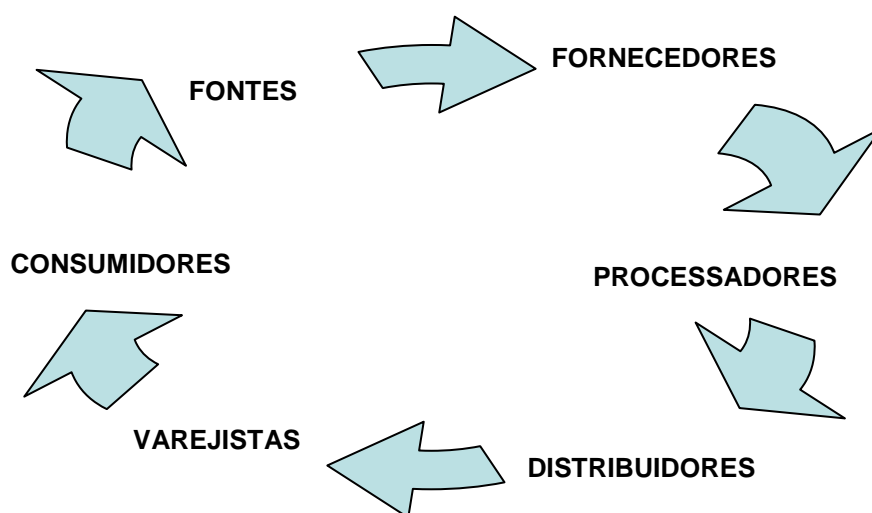 FORNECEDORES
FONTES
CONSUMIDORES
PROCESSADORES
VAREJISTAS
DISTRIBUIDORES